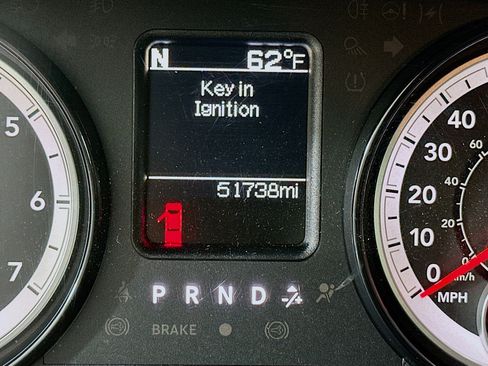 N 62°F
Key in
Ignition
51738mi
P R N D
BRAKE
5
6
7
40
30
20
10
0
MPH
60
40
20
0
km/h